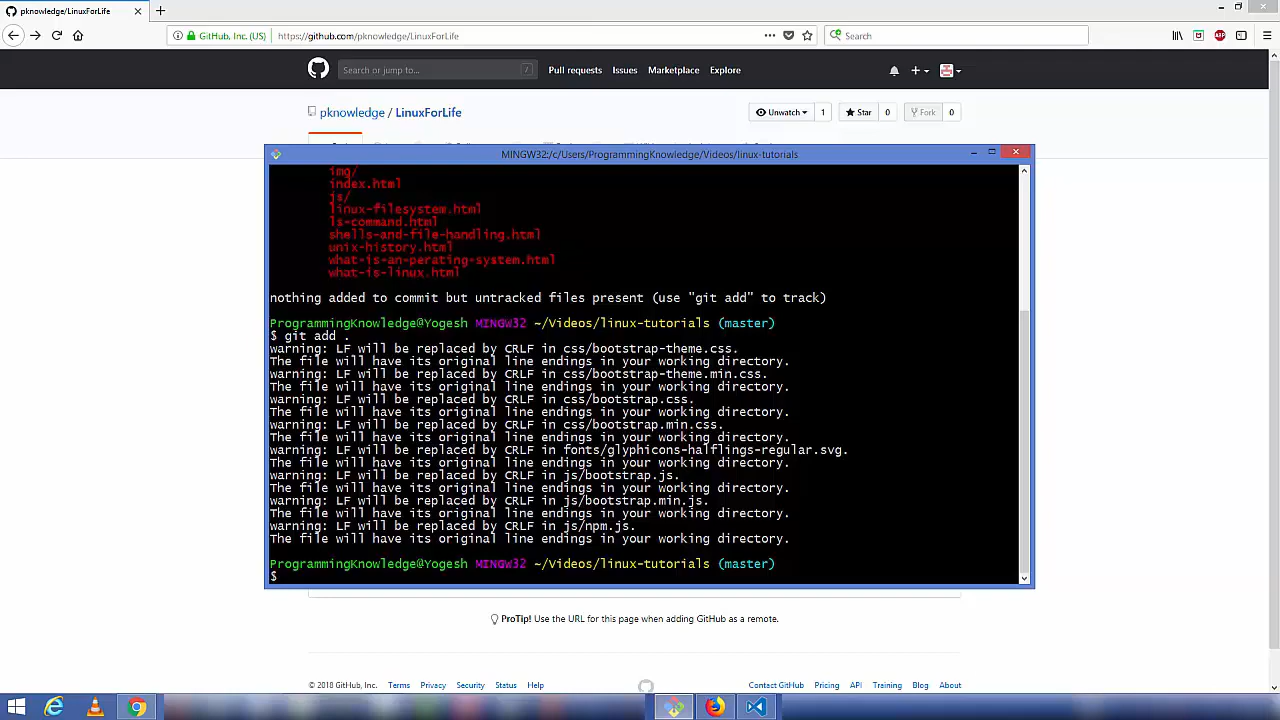 pknowledge/LinuxForLife
GitHub, Inc. (US)
https://github.com/pknowledge/LinuxForLife
Search
Search or jump to...
/
Pull requests
Issues
Marketplace
Explore
pknowledge / LinuxForLife
Unwatch
1
Star
0
Fork
0
MINGW32:/c/Users/ProgrammingKnowledge/Videos/linux-tutorials
img/
index.html
js/
linux-filesystem.html
ls-command.html
shells-and-file-handling.html
unix-history.html
what-is-an-perating-system.html
what-is-linux.html
nothing added to commit but untracked files present (use "git add" to track)
ProgrammingKnowledge@Yogesh MINGW32 ~/Videos/linux-tutorials (master)
$ git add .
warning: LF will be replaced by CRLF in css/bootstrap-theme.css.
The file will have its original line endings in your working directory.
warning: LF will be replaced by CRLF in css/bootstrap-theme.min.css.
The file will have its original line endings in your working directory.
warning: LF will be replaced by CRLF in css/bootstrap.css.
The file will have its original line endings in your working directory.
warning: LF will be replaced by CRLF in css/bootstrap.min.css.
The file will have its original line endings in your working directory.
warning: LF will be replaced by CRLF in fonts/glyphicons-halflings-regular.svg.
The file will have its original line endings in your working directory.
warning: LF will be replaced by CRLF in js/bootstrap.js.
The file will have its original line endings in your working directory.
warning: LF will be replaced by CRLF in js/bootstrap.min.js.
The file will have its original line endings in your working directory.
warning: LF will be replaced by CRLF in js/npm.js.
The file will have its original line endings in your working directory.
ProgrammingKnowledge@Yogesh MINGW32 ~/Videos/linux-tutorials (master)
$
ProTip! Use the URL for this page when adding GitHub as a remote.
© 2018 GitHub, Inc.
Terms
Privacy
Security
Status
Help
Contact GitHub
Pricing
API
Training
Blog
About